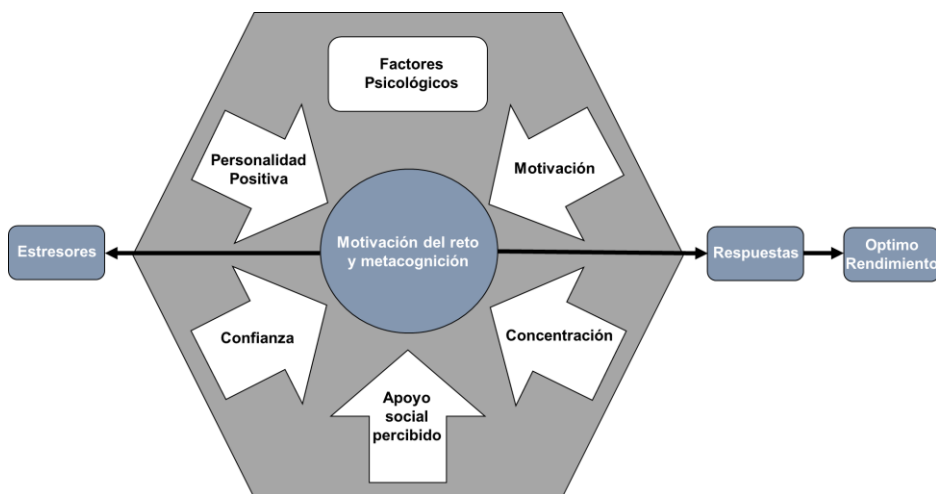 Factores
Psicológicos
Personalidad
Positiva
Motivación
Estresores
Motivación del reto
y metacognición
Respuestas
Optimo
Rendimiento
Confianza
Concentración
Apoyo
social
percibido